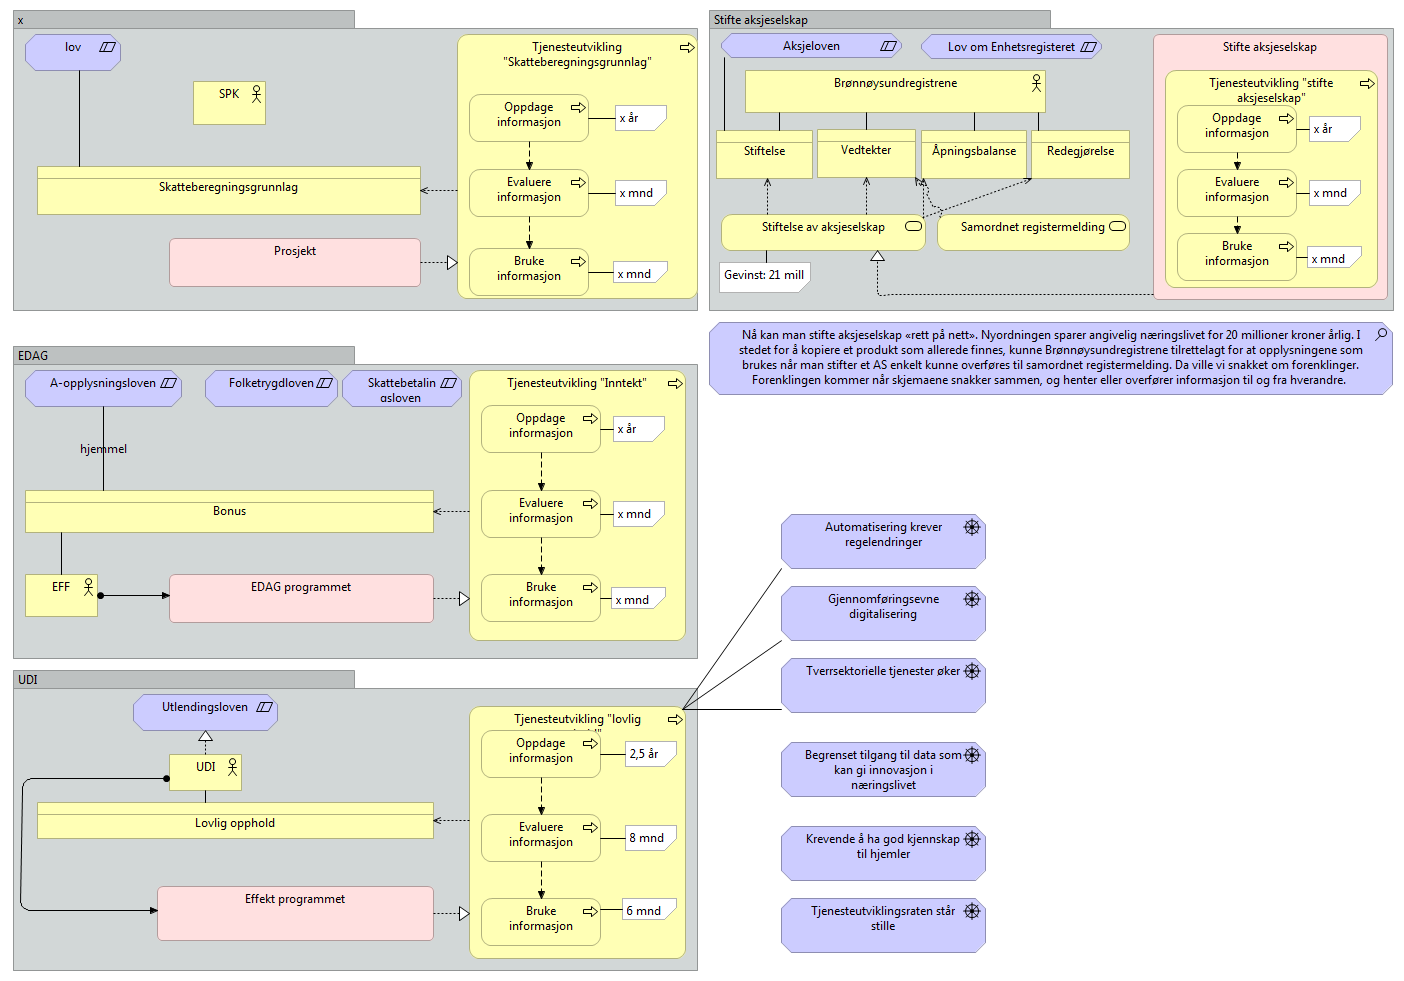 x
lov
SPK
Skatteberegningsgrunnlag
Prosjekt
Tjenesteutvikling
"Skatteberegningsgrunnlag"
Oppdage
informasjon
x år
Evaluere
informasjon
x mnd
Bruke
informasjon
x mnd
Stifte aksjeselskap
Aksjeloven
Lov om Enhetsregisteret
Brønnøysundregistrene
Stiftelse
Vedtekter
Åpningsbalanse
Redegjørelse
Stiftelse av aksjeselskap
Samordnet registermelding
Gevinst: 21 mill
Stifte aksjeselskap
Tjenesteutvikling "stifte
aksjeselskap"
Oppdage
informasjon
x år
Evaluere
informasjon
x mnd
Bruke
informasjon
x mnd
Nå kan man stifte aksjeselskap «rett på nett». Nyordningen sparer angivelig næringslivet for 20 millioner kroner årlig. I
stedet for å kopiere et produkt som allerede finnes, kunne Brønnøysundregistrene tilrettelagt for at opplysningene som
brukes når man stifter et AS enkelt kunne overføres til samordnet registermelding. Da ville vi snakket om forenklinger.
Forenklingen kommer når skjemaene snakker sammen, og henter eller overfører informasjon til og fra hverandre.
EDAG
A-opplysningsloven
Folketrygdloven
Skattebetalin
gsloven
hjemmel
Bonus
EFF
EDAG programmet
Tjenesteutvikling "Inntekt"
Oppdage
informasjon
x år
Evaluere
informasjon
x mnd
Bruke
informasjon
x mnd
UDI
Utlendingsloven
UDI
Lovlig opphold
Effekt programmet
Tjenesteutvikling "lovlig
Oppdage
informasjon
2,5 år
Evaluere
informasjon
8 mnd
Bruke
informasjon
6 mnd
Automatisering krever
regelendringer
Gjennomføringsevne
digitalisering
Tverrsektorielle tjenester øker
Begrenset tilgang til data som
kan gi innovasjon i
næringslivet
Krevende å ha god kjennskap
til hjemler
Tjenesteutviklingsraten står
stille